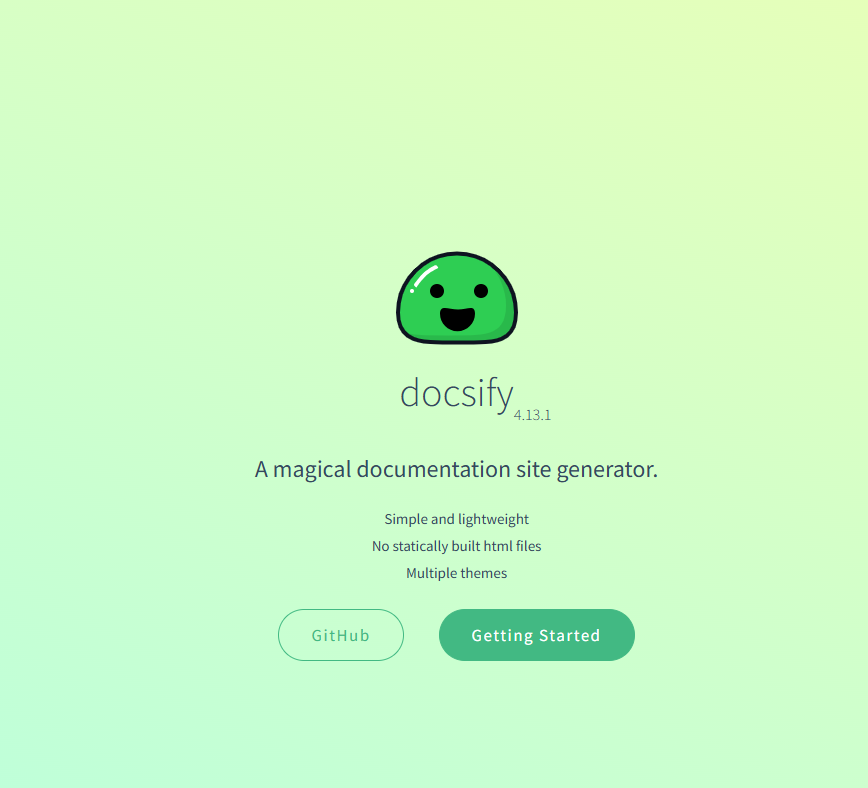 docsify 4.13.1
A magical documentation site generator.
Simple and lightweight
No statically built html files
Multiple themes
GitHub Getting Started